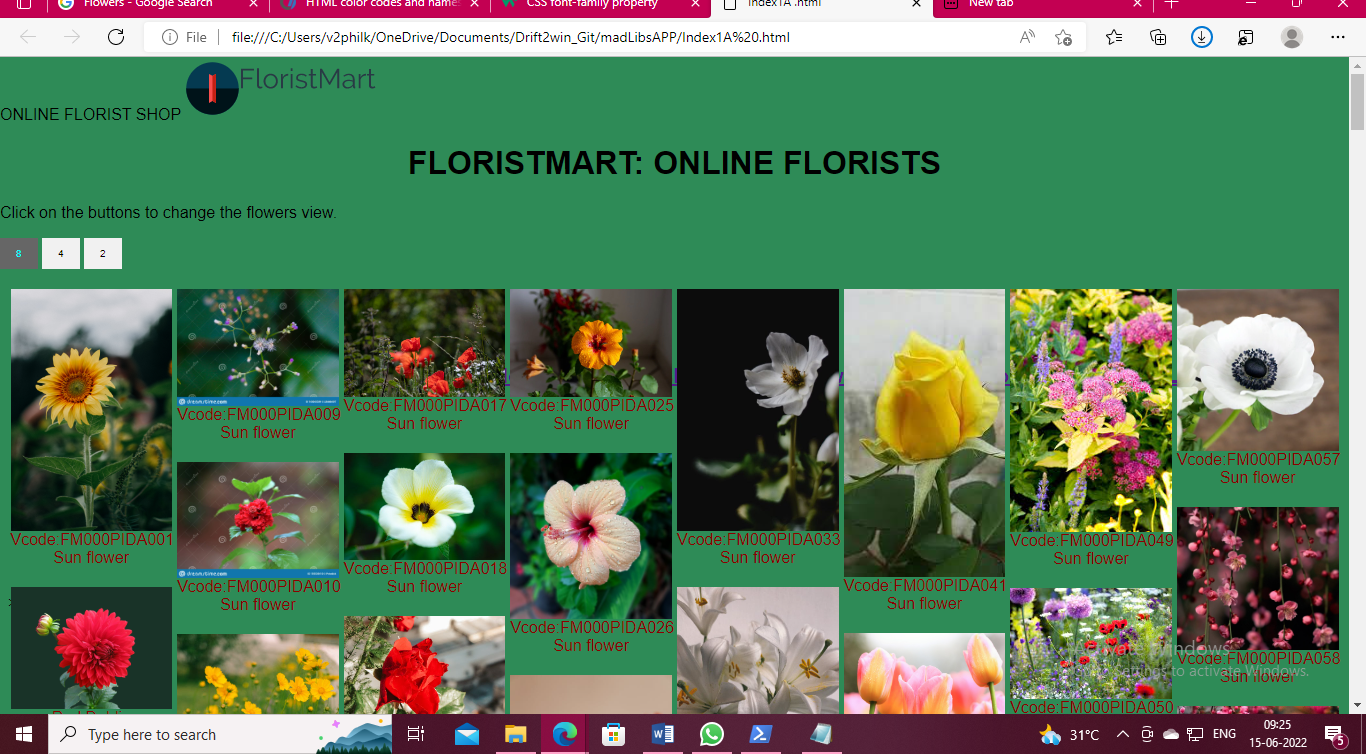 Flowers - Google Search
HTML color codes and names
CSS font-family property
Index1A .html
New tab
File
file:///C:/Users/v2philk/OneDrive/Documents/Drift2win_Git/madLibsAPP/Index1A%20.html
FloristMart
ONLINE FLORIST SHOP
FLORISTMART: ONLINE FLORISTS
Click on the buttons to change the flowers view.
8 4 2
Vcode:FM000PIDA001
Sun flower
dreamstime.com
Vcode:FM000PIDA009
Sun flower
dreamstime.com
Vcode:FM000PIDA010
Sun flower
Vcode:FM000PIDA017
Sun flower
Vcode:FM000PIDA018
Sun flower
Vcode:FM000PIDA025
Sun flower
Vcode:FM000PIDA026
Sun flower
Vcode:FM000PIDA033
Sun flower
Vcode:FM000PIDA041
Sun flower
Vcode:FM000PIDA049
Sun flower
Vcode:FM000PIDA050
Vcode:FM000PIDA057
Sun flower
Vcode:FM000PIDA058
Sun flower
Activate Windows
Go to Settings to activate Windows.
Type here to search
31°C
ENG
09:25
15-06-2022
5